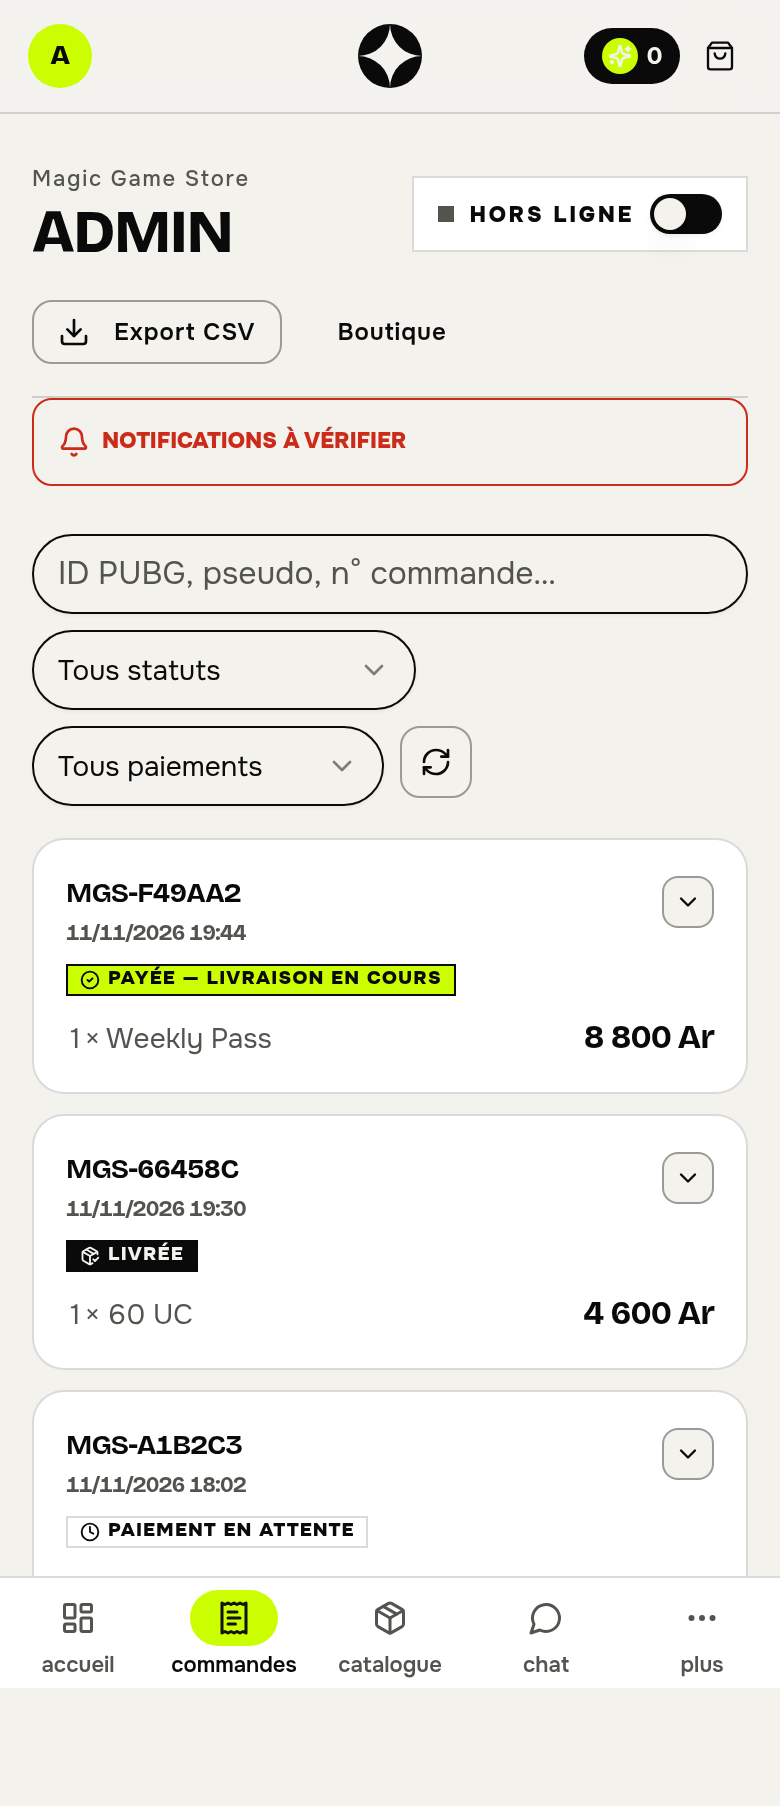 A
0
Magic Game Store
ADMIN
HORS LIGNE
Export CSV
Boutique
NOTIFICATIONS À VÉRIFIER
ID PUBG, pseudo, n° commande...
Tous statuts
Tous paiements
MGS-F49AA2
11/11/2026 19:44
PAYÉE — LIVRAISON EN COURS
1 × Weekly Pass
8 800 Ar
MGS-66458C
11/11/2026 19:30
LIVRÉE
1 × 60 UC
4 600 Ar
MGS-A1B2C3
11/11/2026 18:02
PAIEMENT EN ATTENTE
accueil
commandes
catalogue
chat
plus